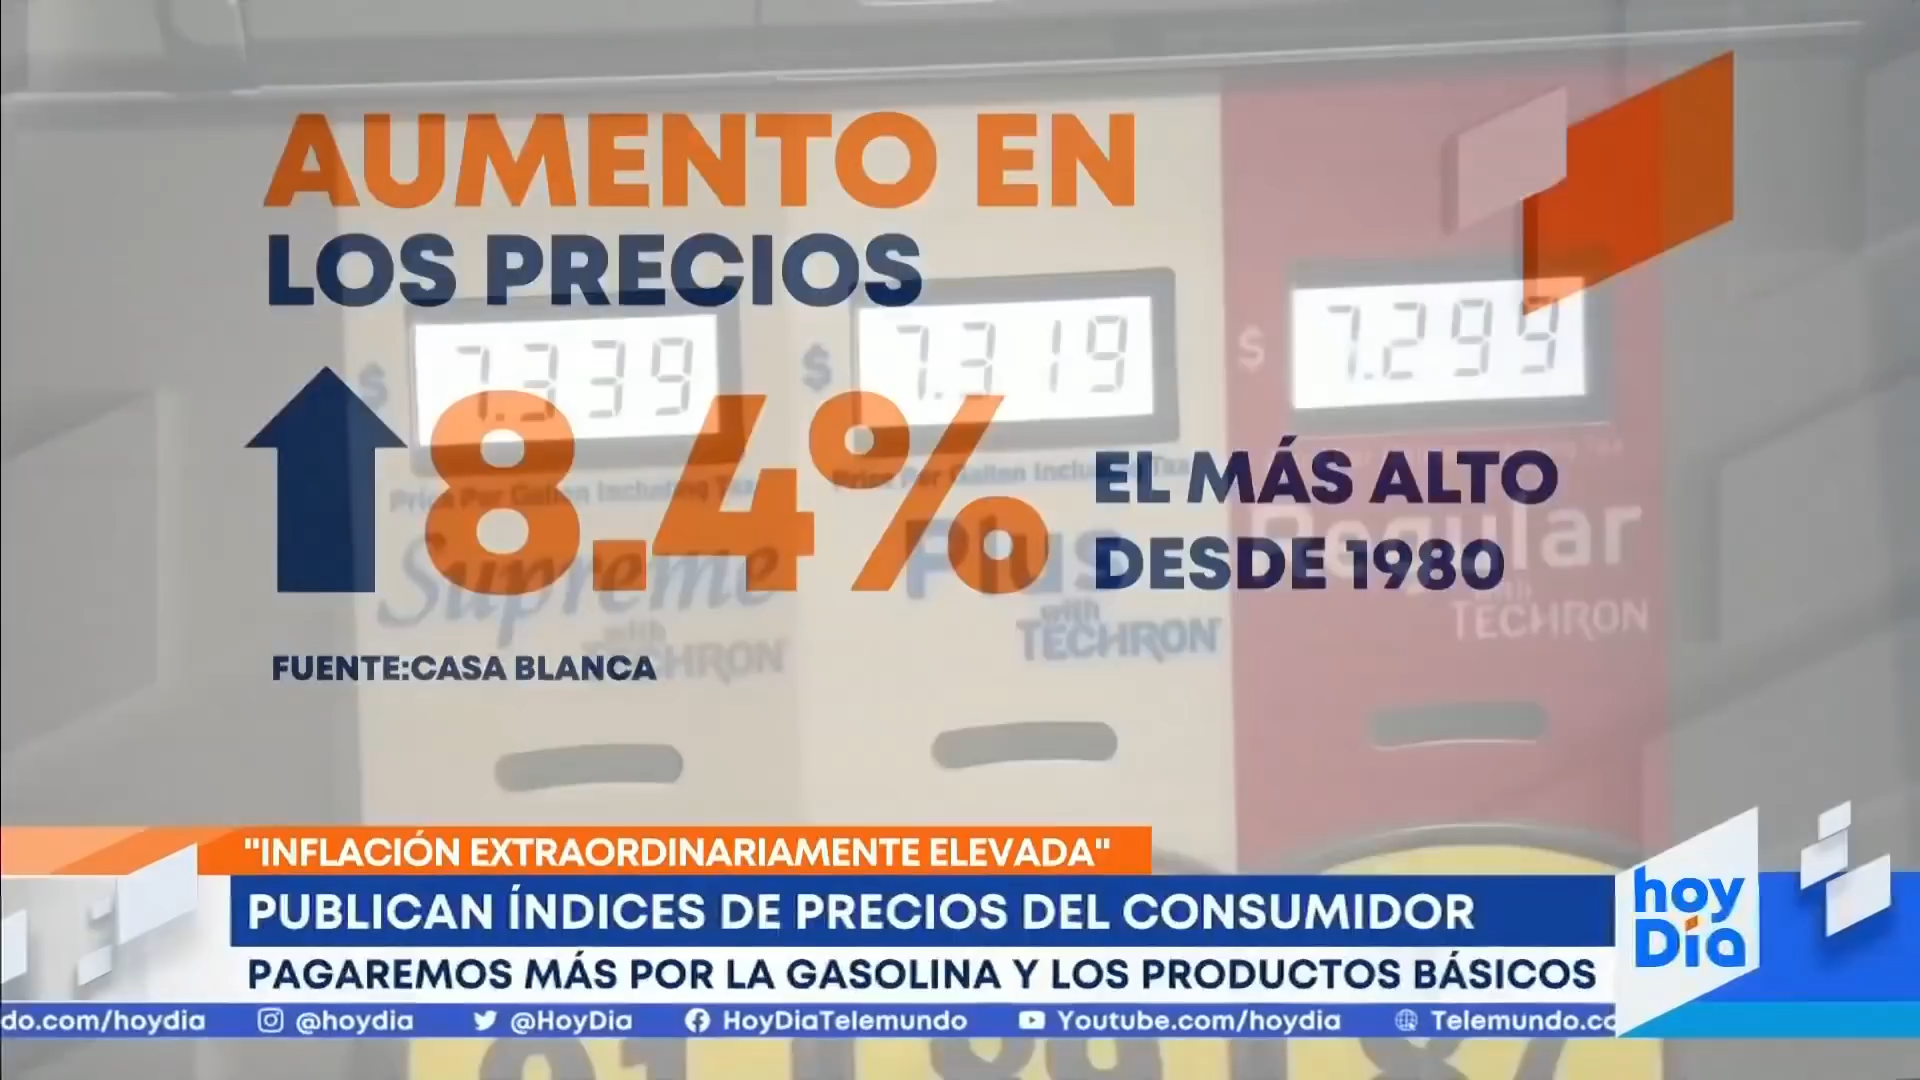 AUMENTO EN
LOS PRECIOS
$ 7.339
$ 7.319
$ 7.299
8.4%
EL MÁS ALTO
DESDE 1980
Price Per Gallon Including Tax
Price Per Gallon Including Tax
Supreme
with
TECHRON
Plus
with
TECHRON
Regular
with
TECHRON
FUENTE:CASA BLANCA
"INFLACIÓN EXTRAORDINARIAMENTE ELEVADA"
PUBLICAN ÍNDICES DE PRECIOS DEL CONSUMIDOR
PAGAREMOS MÁS POR LA GASOLINA Y LOS PRODUCTOS BÁSICOS
hoy
Día
do.com/hoydia @hoydia @HoyDia HoyDiaTelemundo Youtube.com/hoydia Telemundo.co
91 89 87